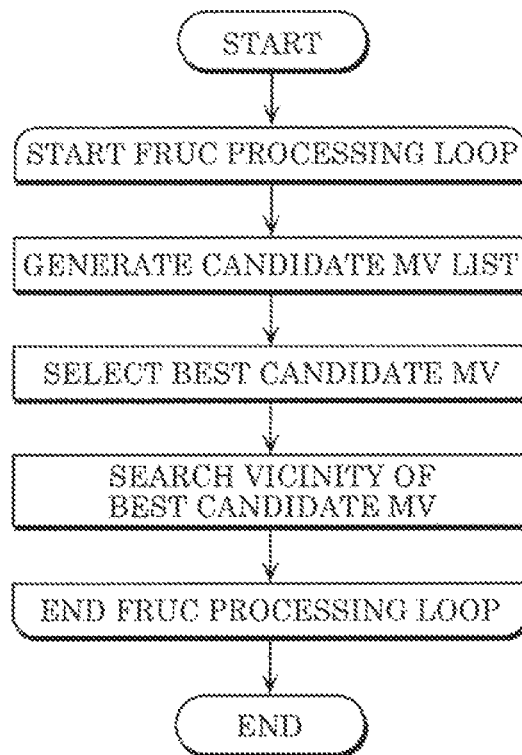 START
START FRUC PROCESSING LOOP
GENERATE CANDIDATE MV LIST
SELECT BEST CANDIDATE MV
SEARCH VICINITY OF
BEST CANDIDATE MV
END FRUC PROCESSING LOOP
END